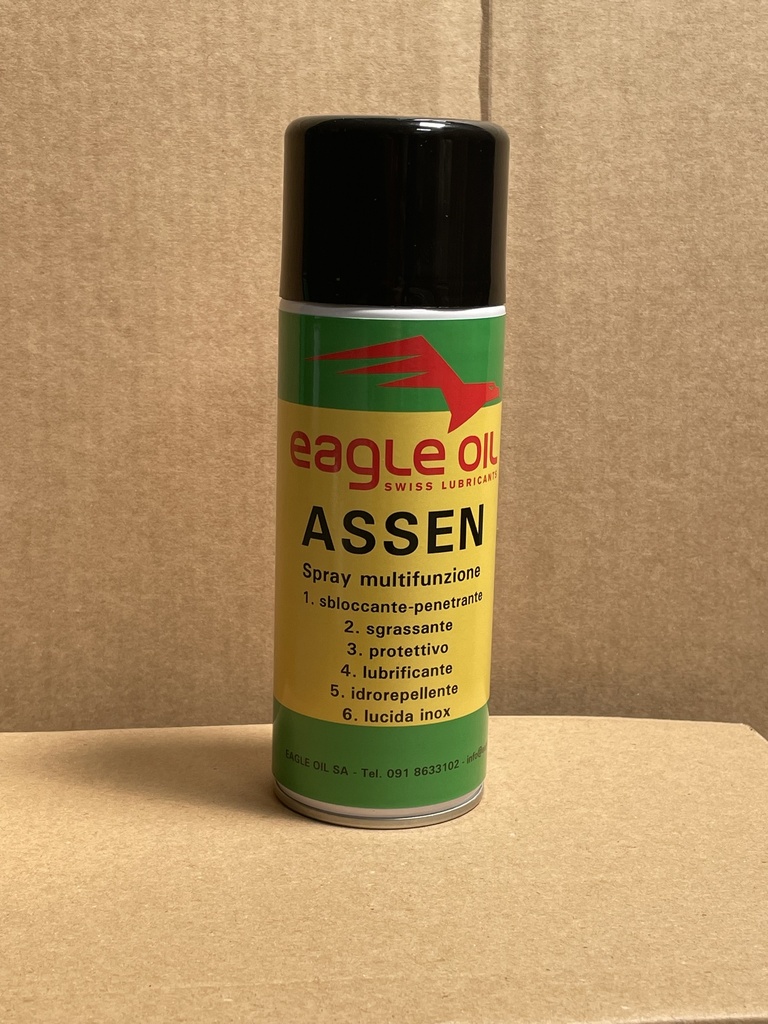 eagle OIL
SWISS LUBRICANTS
ASSEN
Spray multifunzione
1. sbloccante-penetrante
2. sgrassante
3. protettivo
4. lubrificante
5. idrorepellente
6. lucida inox
EAGLE OIL SA - Tel. 091 8633102 -